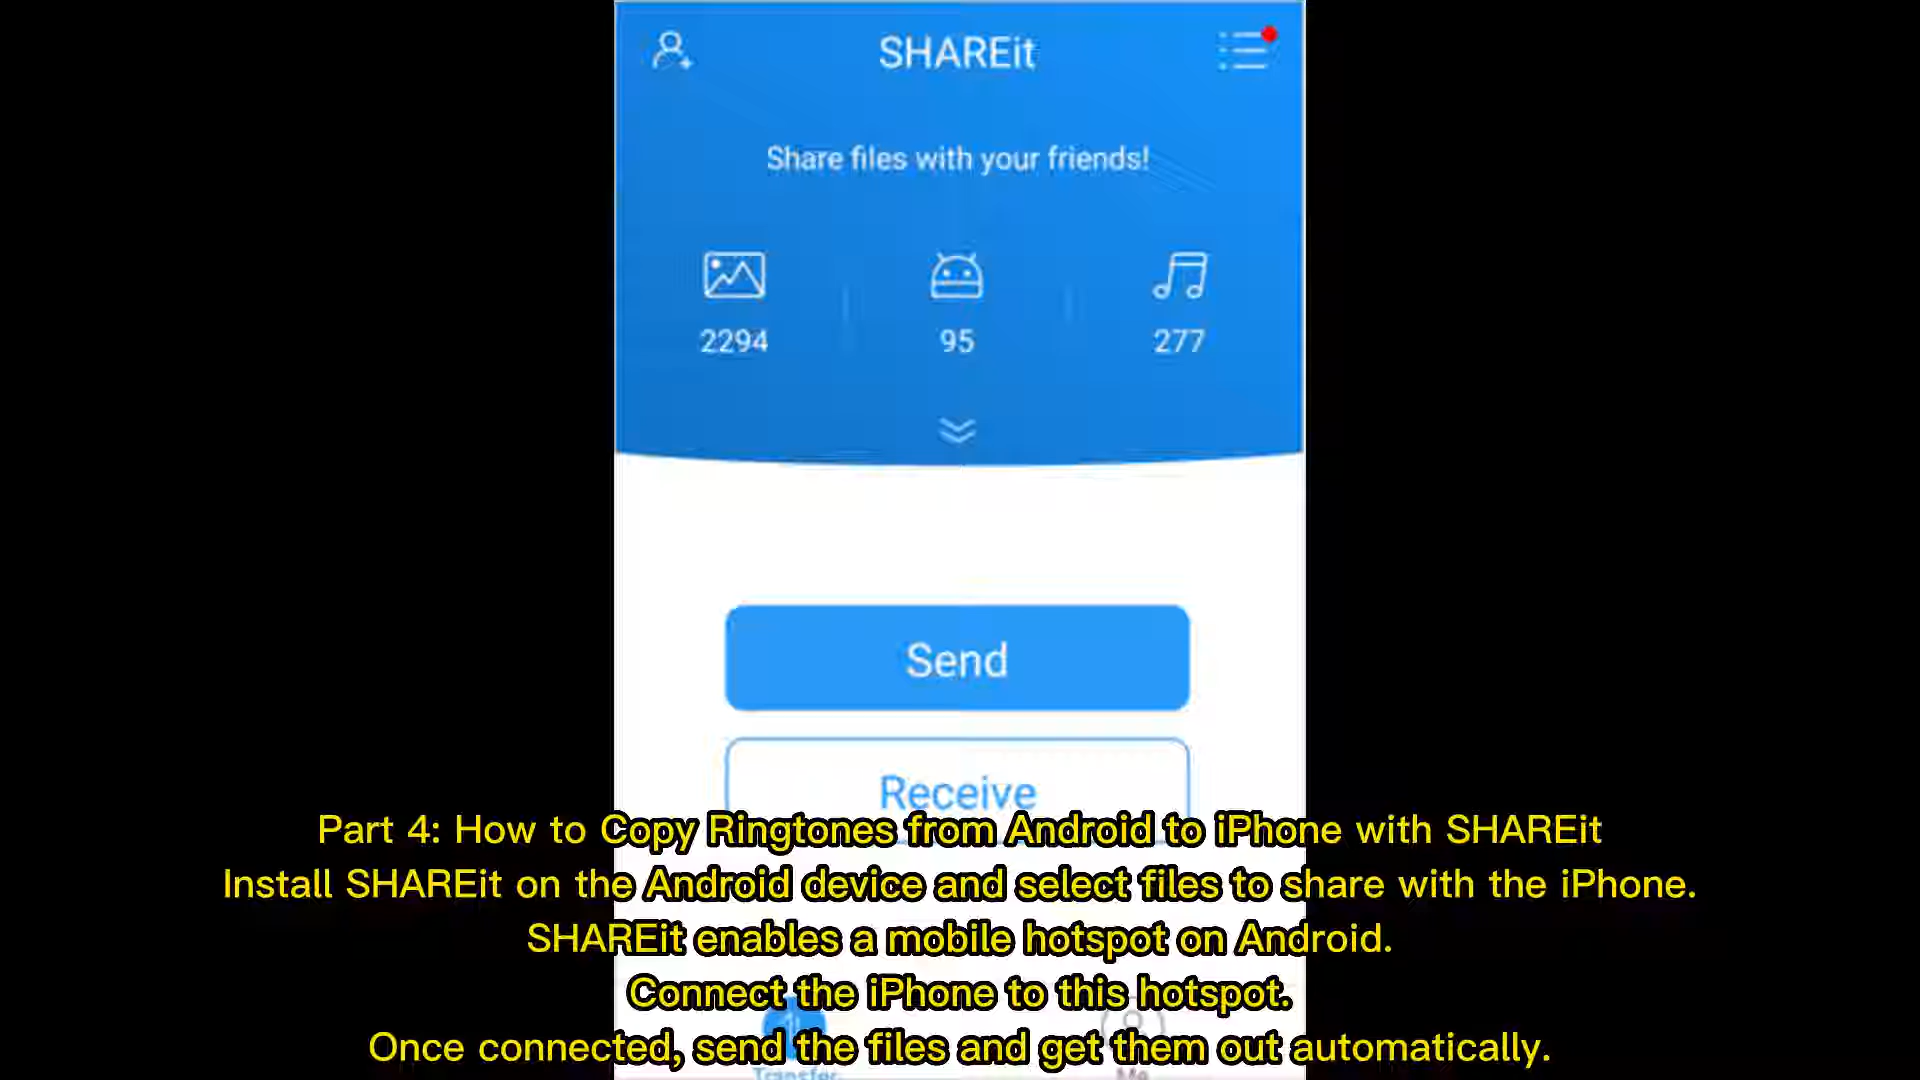 SHAREit
Share files with your friends!
2294
95
277
Send
Receive
Part 4: How to Copy Ringtones from Android to iPhone with SHAREit
Install SHAREit on the Android device and select files to share with the iPhone.
SHAREit enables a mobile hotspot on Android.
Connect the iPhone to this hotspot.
Once connected, send the files and get them out automatically.
Transfer
Me